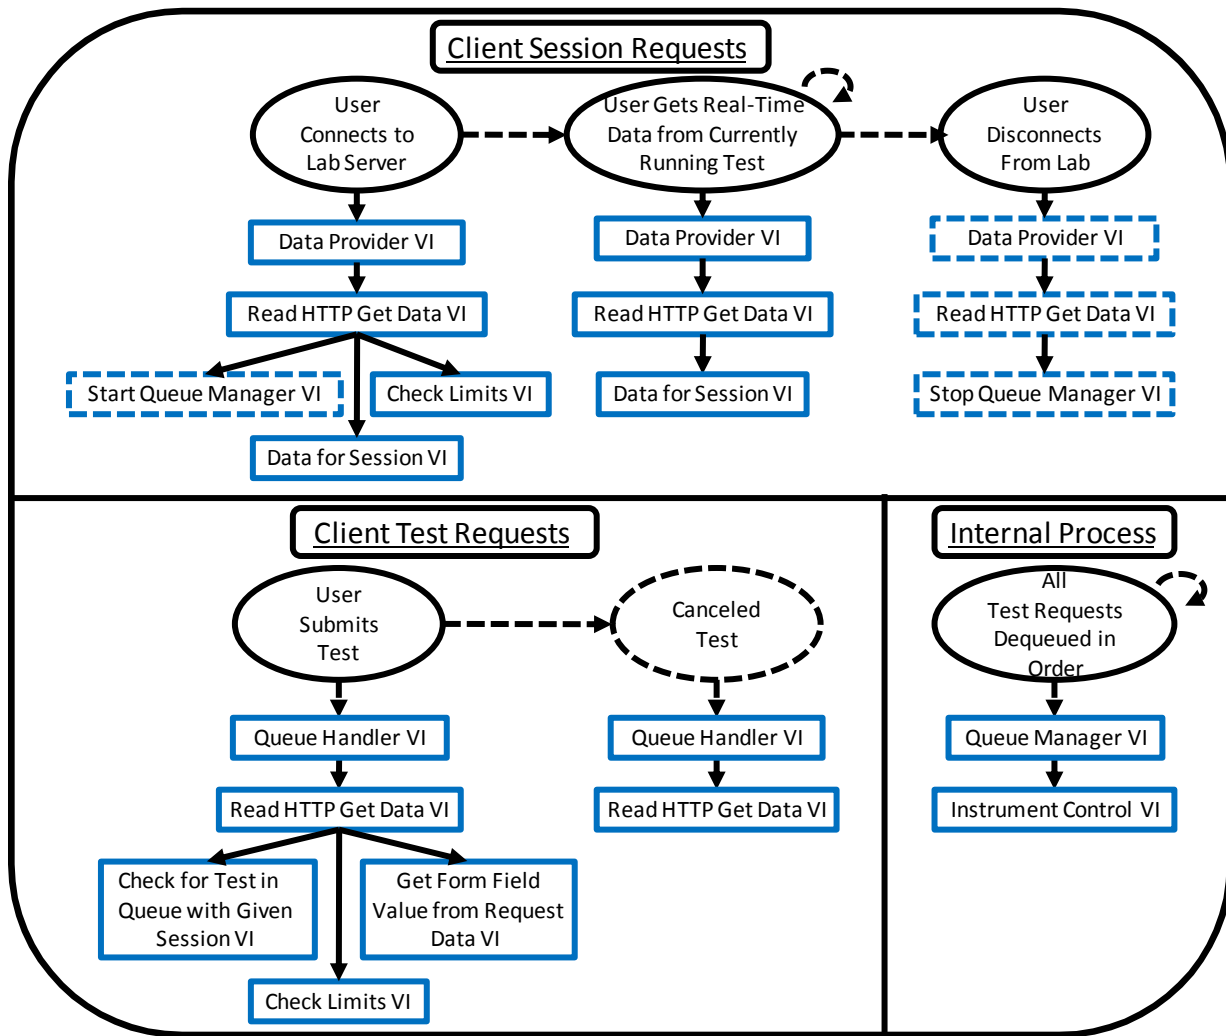 Client Session Requests
User
Connects to
Lab Server
User Gets Real-Time
Data from Currently
Running Test
User
Disconnects
From Lab
Data Provider VI
Data Provider VI
Data Provider VI
Read HTTP Get Data VI
Read HTTP Get Data VI
Read HTTP Get Data VI
Start Queue Manager VI
Check Limits VI
Data for Session VI
Stop Queue Manager VI
Data for Session VI
Client Test Requests
User
Submits
Test
Canceled
Test
Queue Handler VI
Queue Handler VI
Read HTTP Get Data VI
Read HTTP Get Data VI
Check for Test in
Queue with Given
Session VI
Get Form Field
Value from Request
Data VI
Check Limits VI
Internal Process
All
Test Requests
Dequeued in
Order
Queue Manager VI
Instrument Control VI